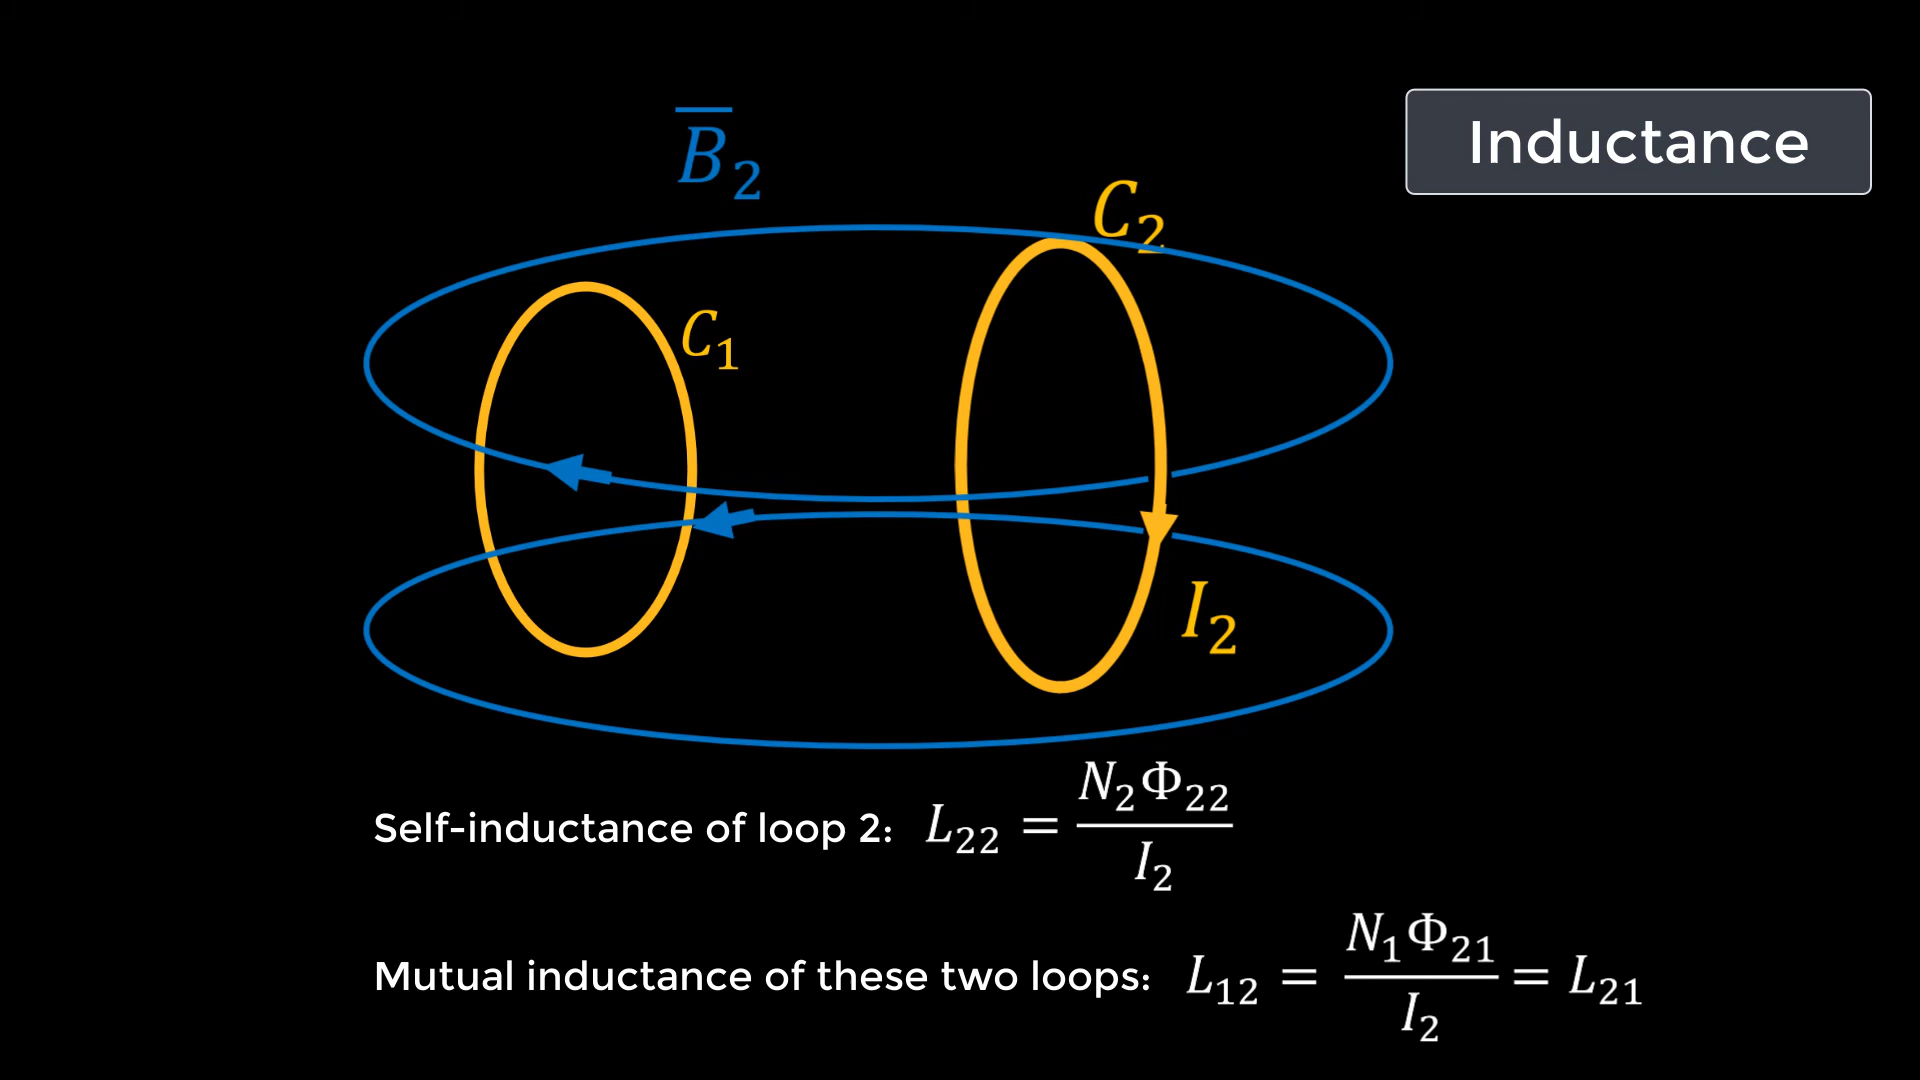 Inductance
B̅₂
C₂
C₁
I₂
Self-inductance of loop 2: L₂₂ = N₂Φ₂₂ / I₂
Mutual inductance of these two loops: L₁₂ = N₁Φ₂₁ / I₂ = L₂₁